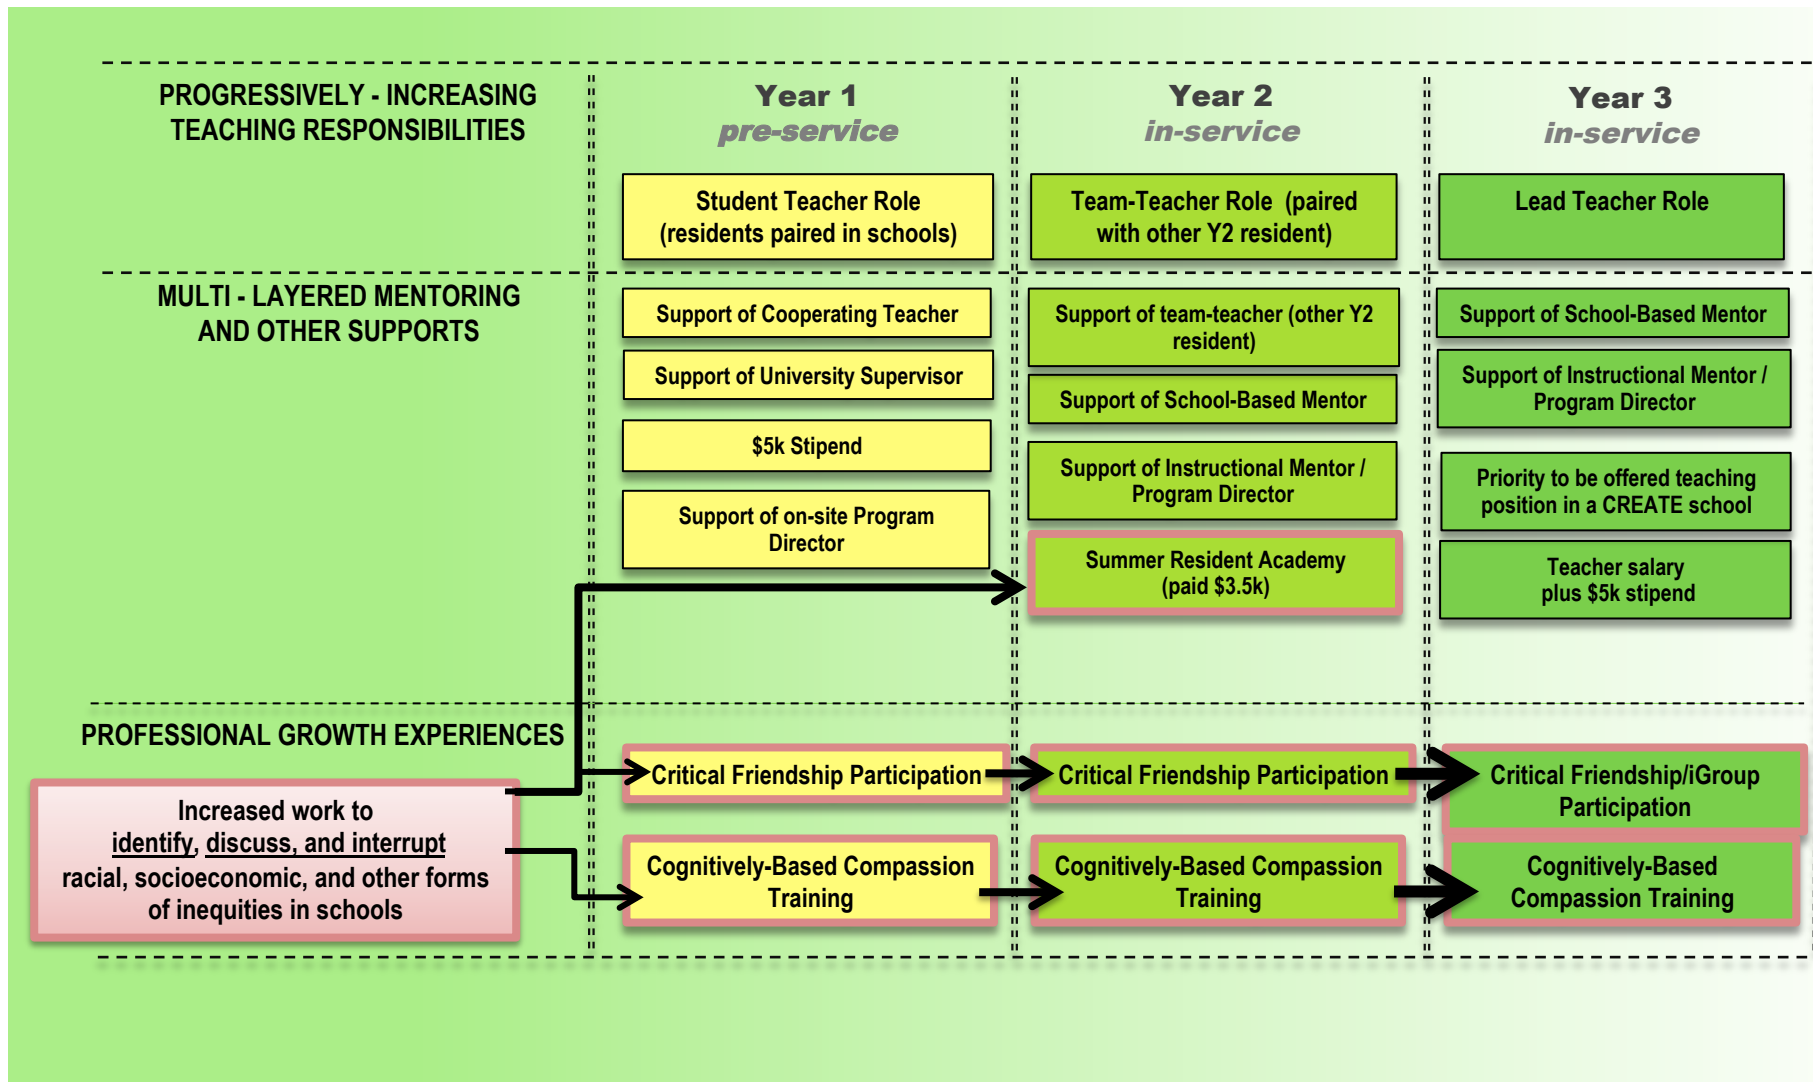 PROGRESSIVELY - INCREASING
TEACHING RESPONSIBILITIES
Year 1
pre-service
Year 2
in-service
Year 3
in-service
Student Teacher Role
(residents paired in schools)
Team-Teacher Role (paired
with other Y2 resident)
Lead Teacher Role
MULTI - LAYERED MENTORING
AND OTHER SUPPORTS
Support of Cooperating Teacher
Support of University Supervisor
$5k Stipend
Support of on-site Program
Director
Support of team-teacher (other Y2
resident)
Support of School-Based Mentor
Support of Instructional Mentor /
Program Director
Summer Resident Academy
(paid $3.5k)
Support of School-Based Mentor
Support of Instructional Mentor /
Program Director
Priority to be offered teaching
position in a CREATE school
Teacher salary
plus $5k stipend
PROFESSIONAL GROWTH EXPERIENCES
Increased work to
identify, discuss, and interrupt
racial, socioeconomic, and other forms
of inequities in schools
Critical Friendship Participation
Critical Friendship Participation
Critical Friendship/iGroup
Participation
Cognitively-Based Compassion
Training
Cognitively-Based Compassion
Training
Cognitively-Based
Compassion Training